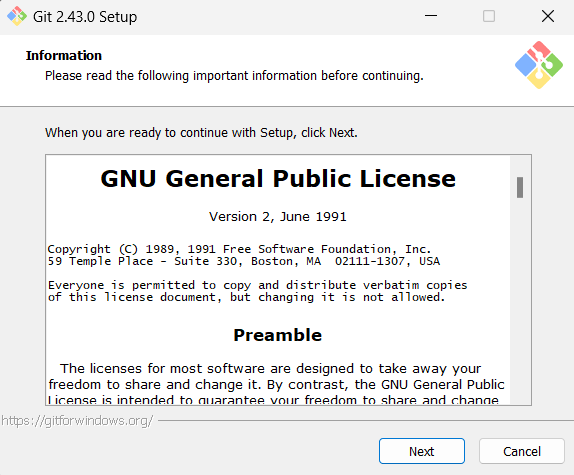 Git 2.43.0 Setup
Information
Please read the following important information before continuing.
When you are ready to continue with Setup, click Next.
GNU General Public License
Version 2, June 1991
Copyright (C) 1989, 1991 Free Software Foundation, Inc.
59 Temple Place - Suite 330, Boston, MA  02111-1307, USA
Everyone is permitted to copy and distribute verbatim copies
of this license document, but changing it is not allowed.
Preamble
The licenses for most software are designed to take away your
freedom to share and change it. By contrast, the GNU General Public
License is intended to guarantee your freedom to share and change
https://gitforwindows.org/
Next
Cancel